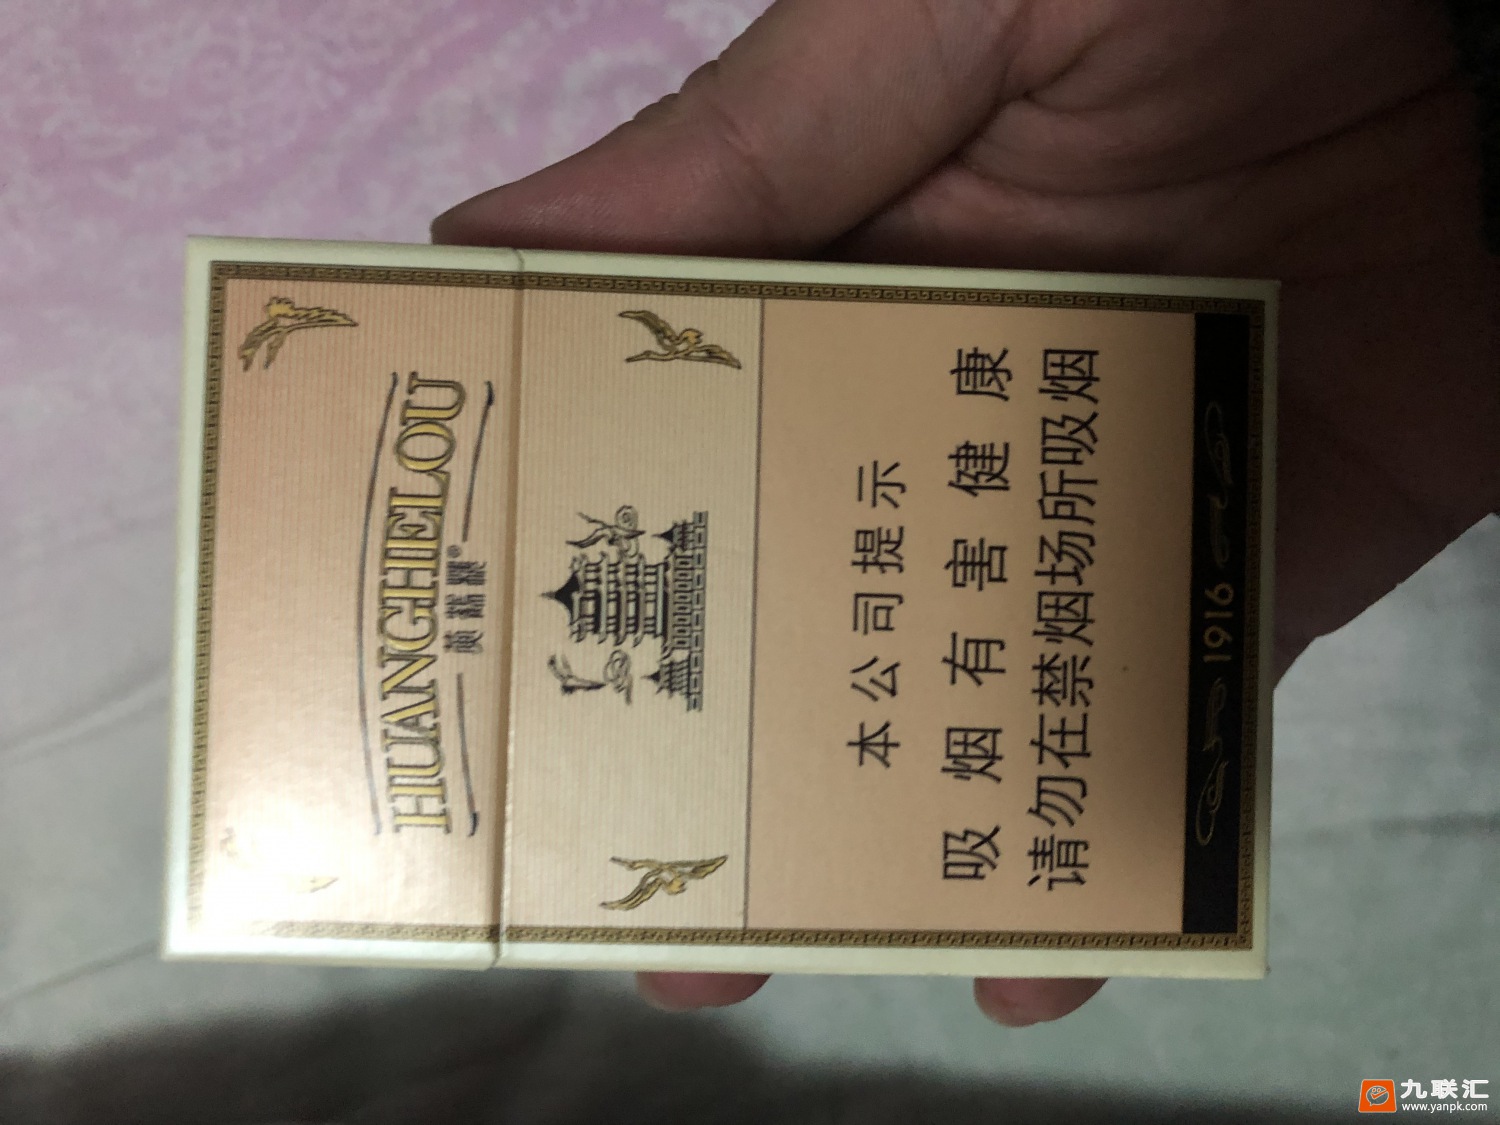 HUANGHELOU
黄鹤楼®
本公司提示
吸烟有害健康
请勿在禁烟场所吸烟
1916
九联汇
www.yanpk.com